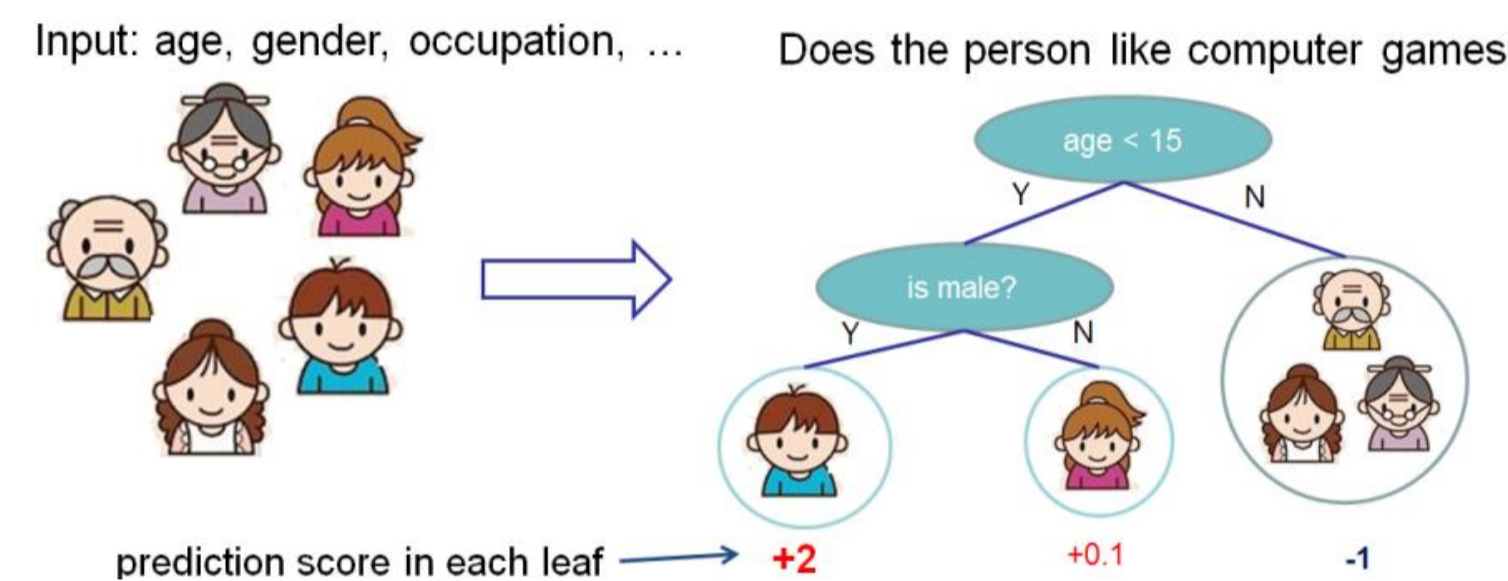 Input: age, gender, occupation, ...
Does the person like computer games
age < 15
Y
N
is male?
Y
N
prediction score in each leaf
+2
+0.1
-1